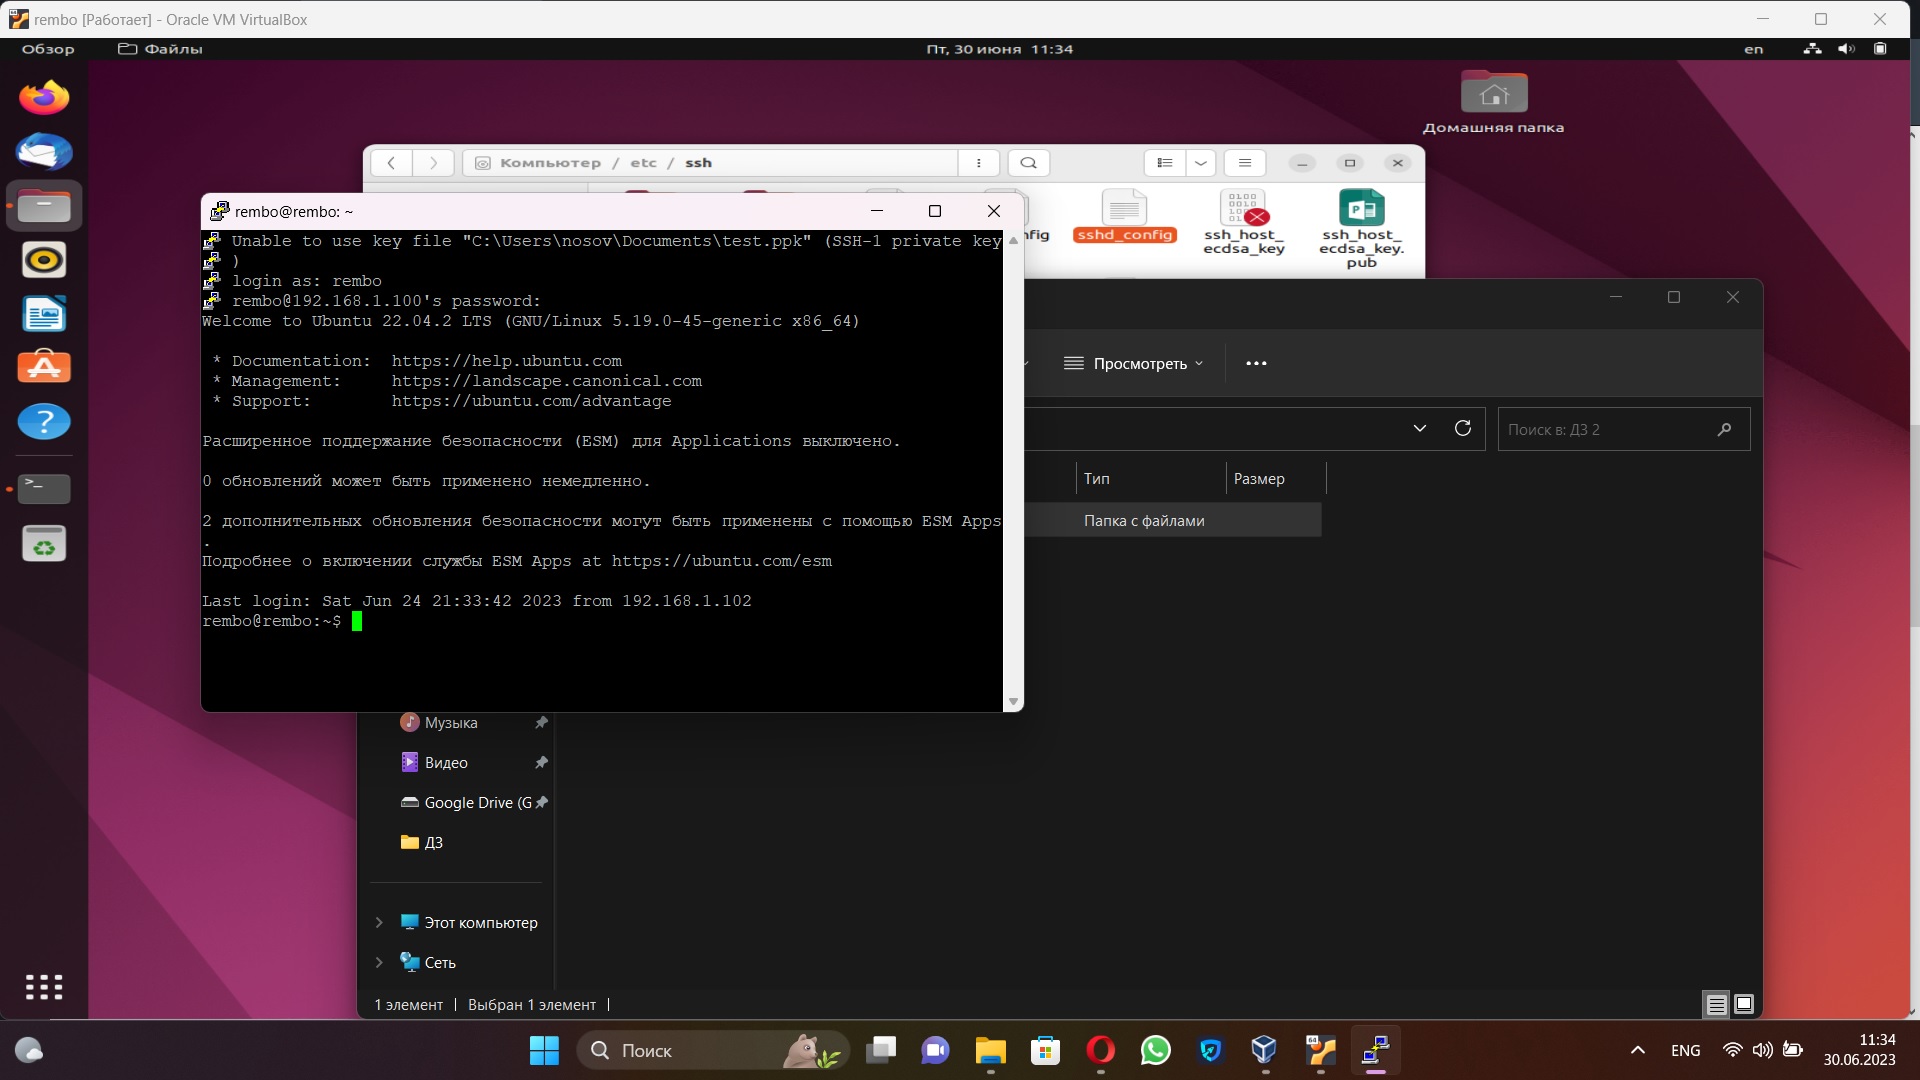 rembo [Работает] - Oracle VM VirtualBox
Обзор
Файлы
Пт, 30 июня 11:34
en
Домашняя папка
Компьютер / etc / ssh
sshd_config
ssh_host_
ecdsa_key
ssh_host_
ecdsa_key.
pub
rembo@rembo: ~
Unable to use key file "C:\Users\nosov\Documents\test.ppk" (SSH-1 private key
)
login as: rembo
rembo@192.168.1.100's password:
Welcome to Ubuntu 22.04.2 LTS (GNU/Linux 5.19.0-45-generic x86_64)
* Documentation: https://help.ubuntu.com
* Management: https://landscape.canonical.com
* Support: https://ubuntu.com/advantage
Расширенное поддержание безопасности (ESM) для Applications выключено.
0 обновлений может быть применено немедленно.
2 дополнительных обновления безопасности могут быть применены с помощью ESM Apps
.
Подробнее о включении службы ESM Apps at https://ubuntu.com/esm
Last login: Sat Jun 24 21:33:42 2023 from 192.168.1.102
rembo@rembo:~$
Просмотреть
Поиск в: ДЗ 2
Тип
Размер
Папка с файлами
Музыка
Видео
Google Drive (G
ДЗ
Этот компьютер
Сеть
1 элемент
Выбран 1 элемент
Поиск
ENG
11:34
30.06.2023